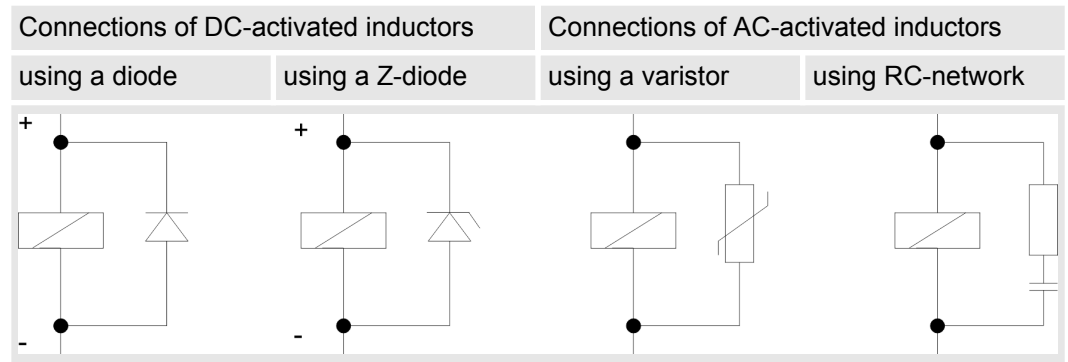 Connections of DC-activated inductors
Connections of AC-activated inductors
using a diode
using a Z-diode
using a varistor
using RC-network
+
+
-
-